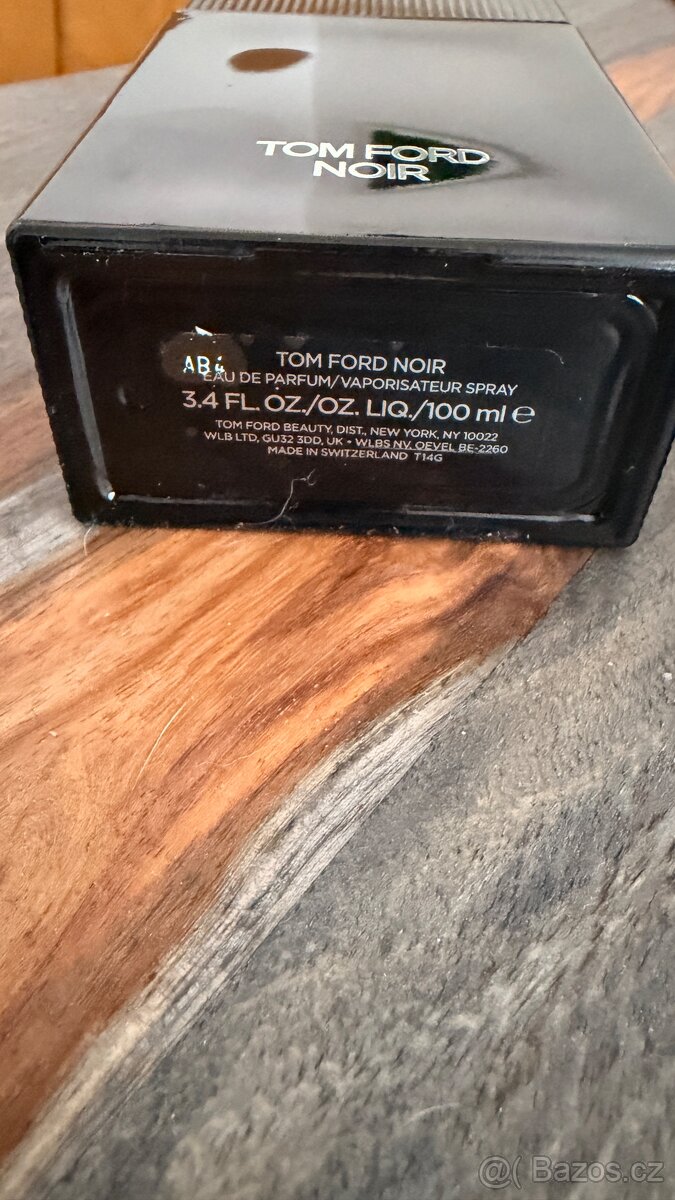 TOM FORD
NOIR
TOM FORD NOIR
EAU DE PARFUM/VAPORISATEUR SPRAY
3.4 FL. OZ./OZ. LIQ./100 ml ℮
TOM FORD BEAUTY, DIST., NEW YORK, NY 10022
WLB LTD, GU32 3DD, UK • WLBS NV. OEVEL BE-2260
MADE IN SWITZERLAND T14G
@( Bazos.cz